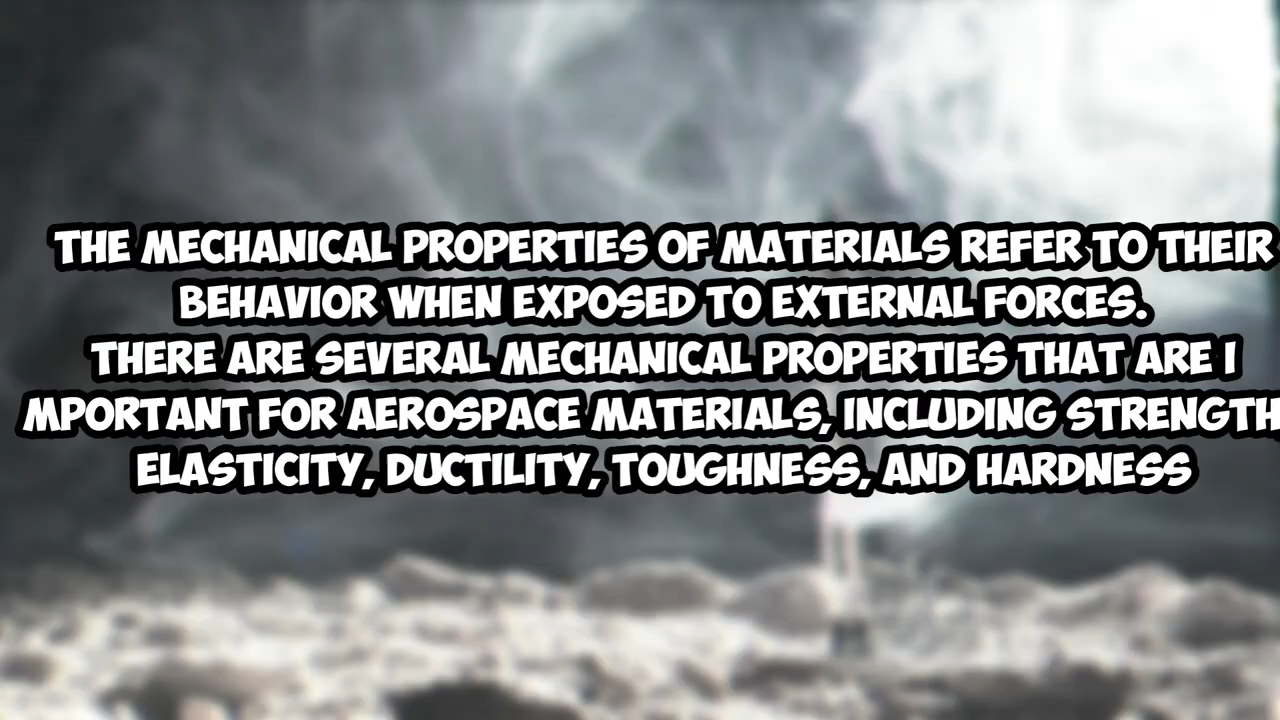 THE MECHANICAL PROPERTIES OF MATERIALS REFER TO THEIR
BEHAVIOR WHEN EXPOSED TO EXTERNAL FORCES.
THERE ARE SEVERAL MECHANICAL PROPERTIES THAT ARE I
MPORTANT FOR AEROSPACE MATERIALS, INCLUDING STRENGTH
ELASTICITY, DUCTILITY, TOUGHNESS, AND HARDNESS